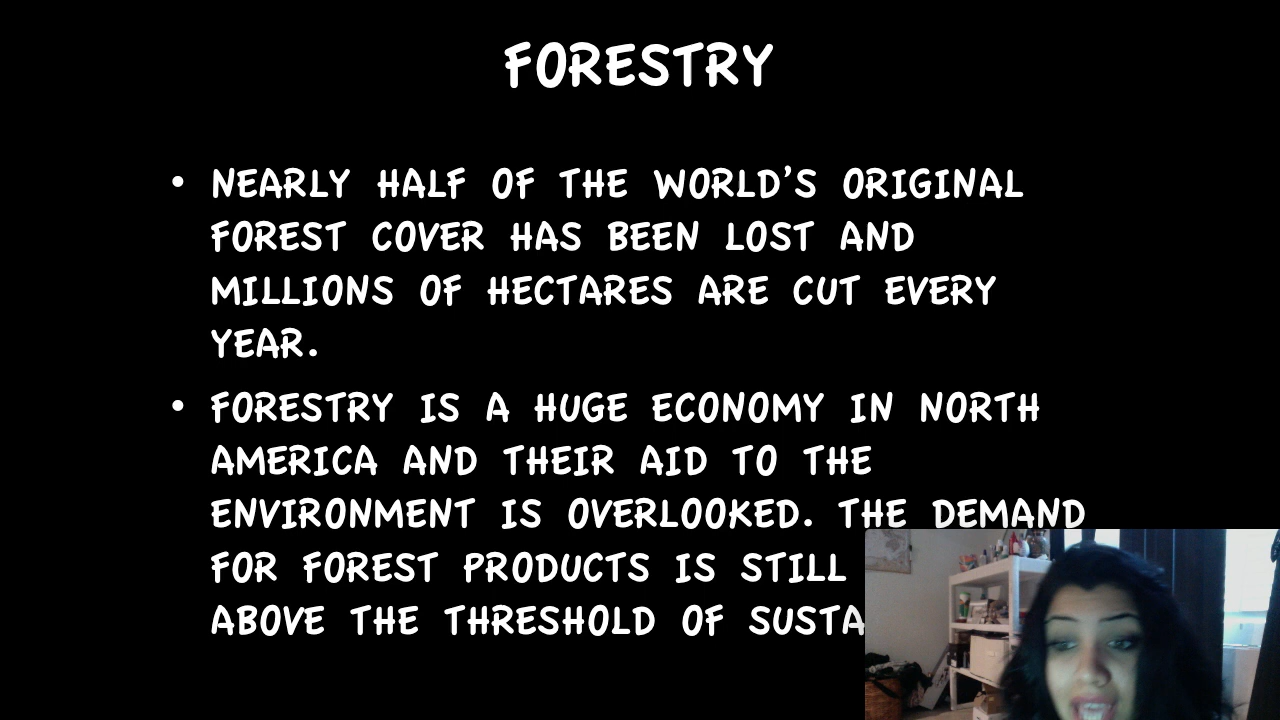 FORESTRY
• NEARLY HALF OF THE WORLD'S ORIGINAL
FOREST COVER HAS BEEN LOST AND
MILLIONS OF HECTARES ARE CUT EVERY
YEAR.
• FORESTRY IS A HUGE ECONOMY IN NORTH
AMERICA AND THEIR AID TO THE
ENVIRONMENT IS OVERLOOKED. THE DEMAND
FOR FOREST PRODUCTS IS STILL
ABOVE THE THRESHOLD OF